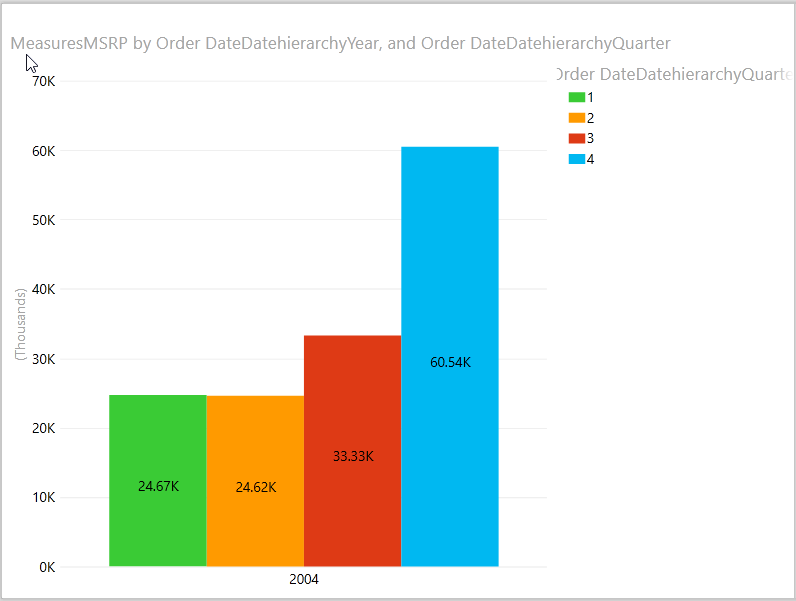 MeasuresMSRP by Order DateDatehierarchyYear, and Order DateDatehierarchyQuarter
Order DateDatehierarchyQuarte
1
2
3
4
70K
60K
50K
40K
30K
20K
10K
0K
(Thousands)
24.67K
24.62K
33.33K
60.54K
2004